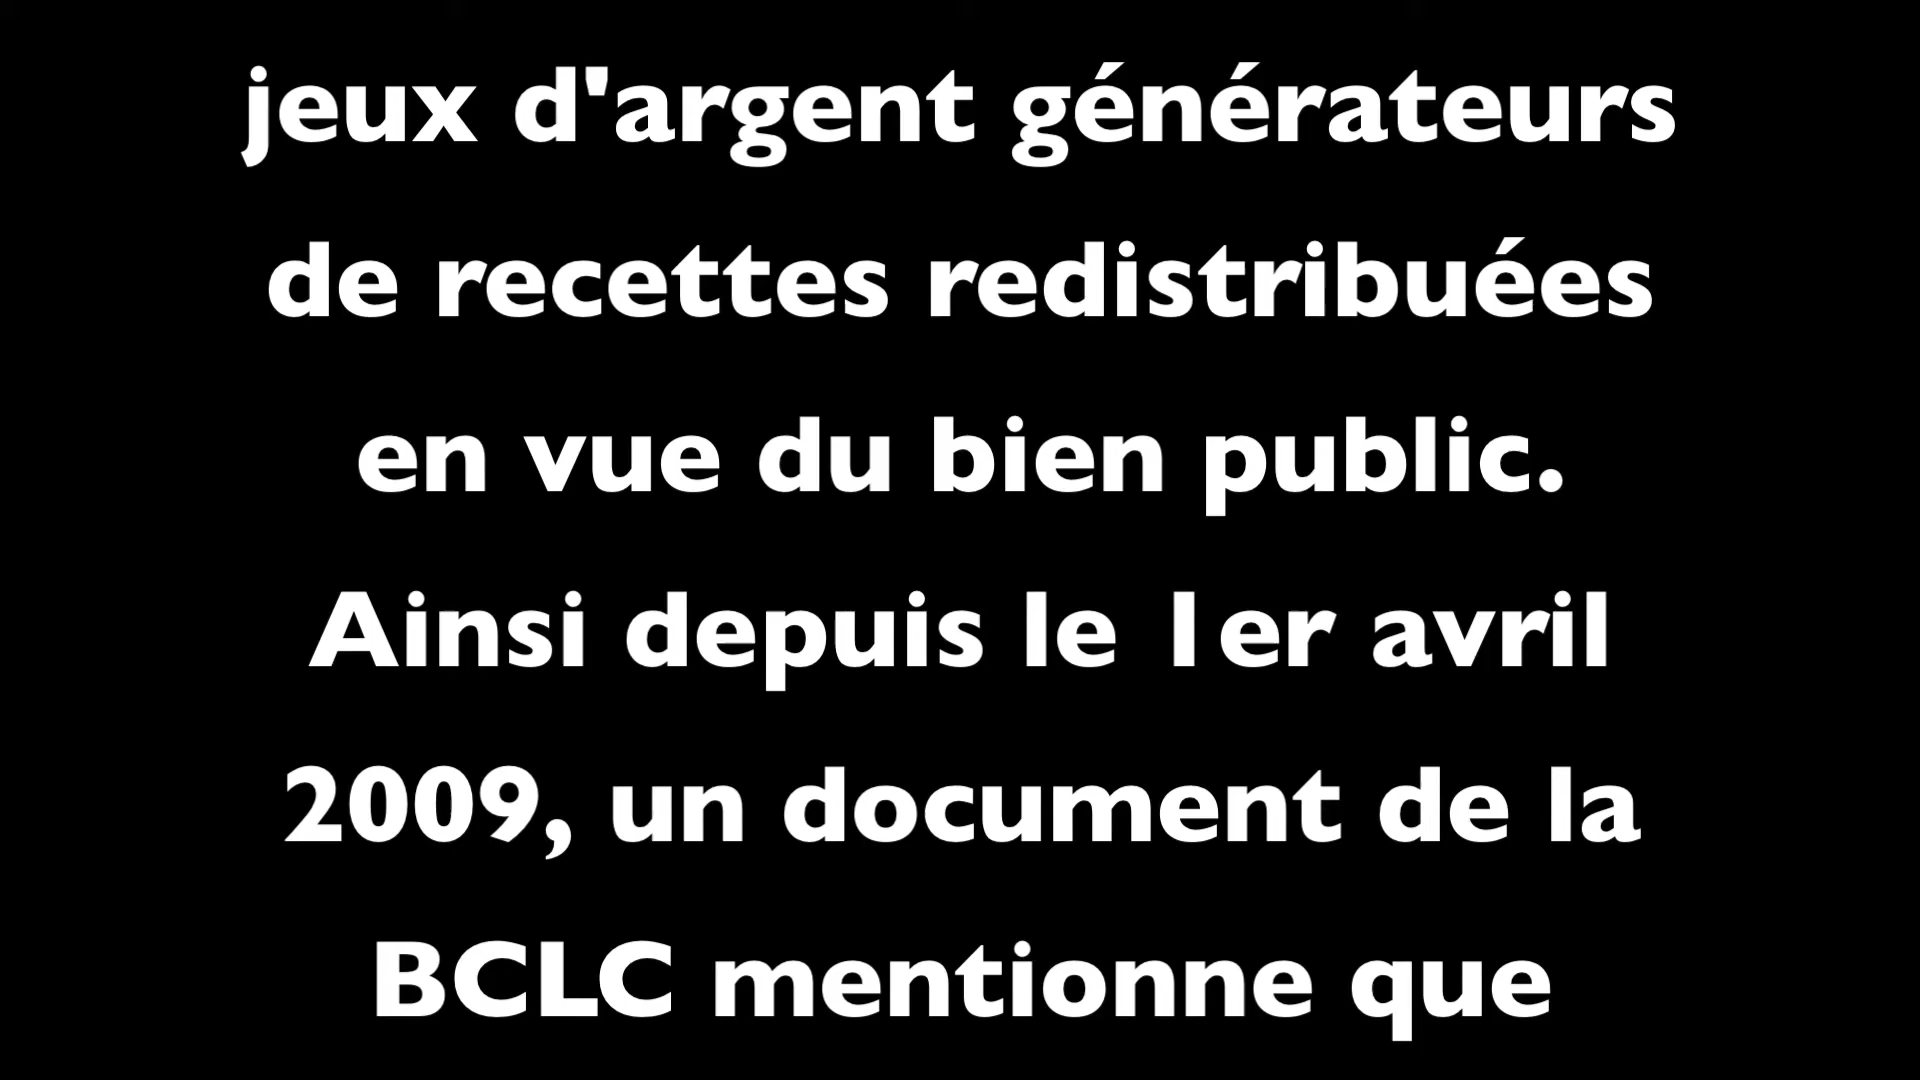 jeux d'argent générateurs
de recettes redistribuées
en vue du bien public.
Ainsi depuis le 1er avril
2009, un document de la
BCLC mentionne que